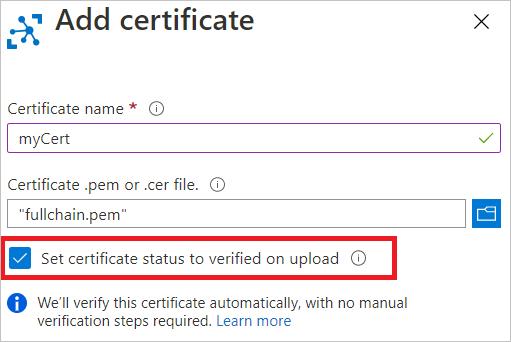 Add certificate
Certificate name *
myCert
Certificate .pem or .cer file.
"fullchain.pem"
Set certificate status to verified on upload
We'll verify this certificate automatically, with no manual
verification steps required. Learn more